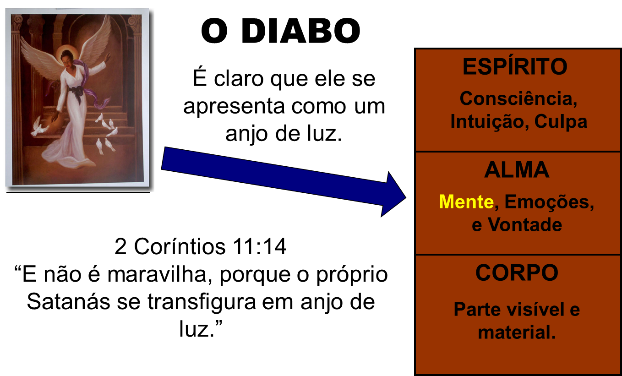 O DIABO
É claro que ele se
apresenta como um
anjo de luz.
2 Coríntios 11:14
“E não é maravilha, porque o próprio
Satanás se transfigura em anjo de
luz.”
ESPÍRITO
Consciência,
Intuição, Culpa
ALMA
Mente, Emoções,
e Vontade
CORPO
Parte visível e
material.